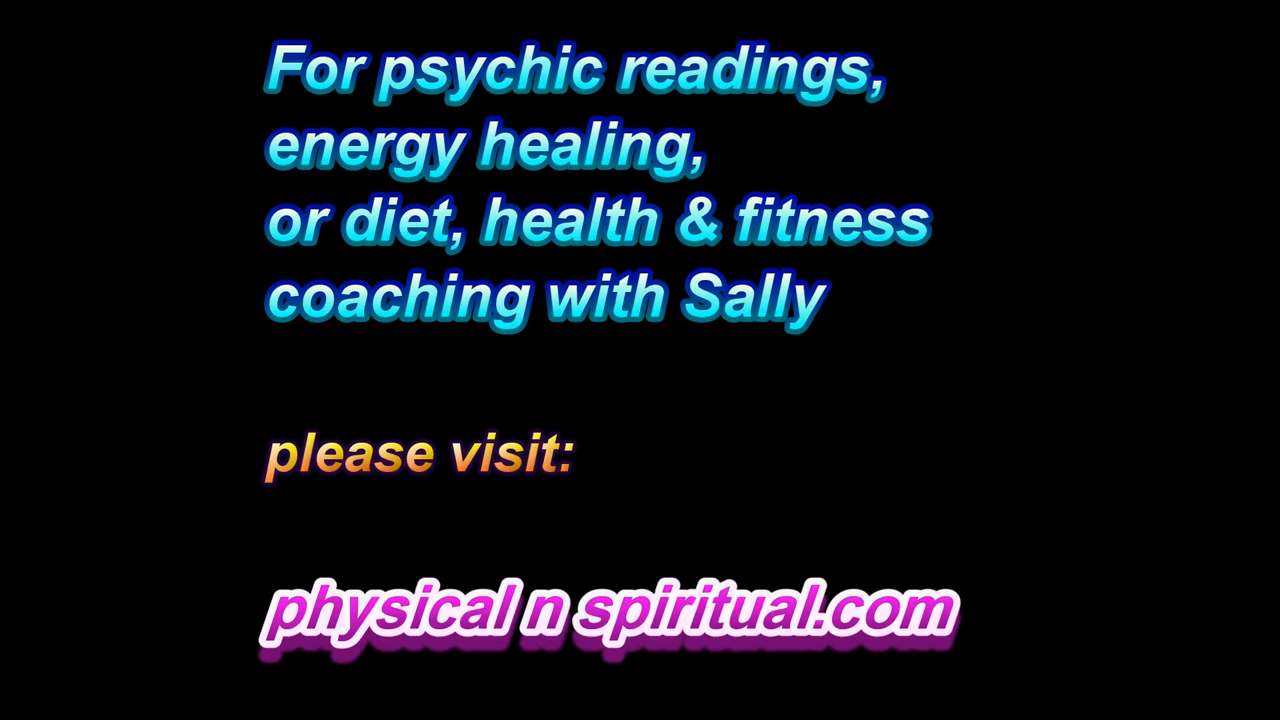 For psychic readings,
energy healing,
or diet, health & fitness
coaching with Sally
please visit:
physical n spiritual.com